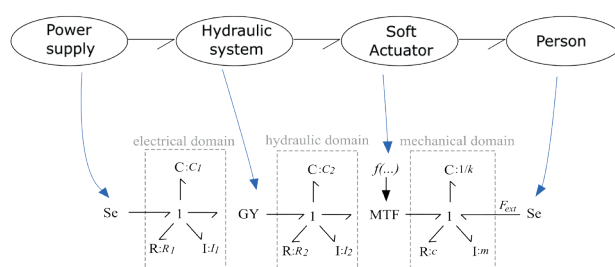 Power
supply
Hydraulic
system
Soft
Actuator
Person
electrical domain
hydraulic domain
mechanical domain
C:C1
C:C2
f(...)
C:1/k
Se
1
GY
1
MTF
1
Fext
Se
R:R1
I:I1
R:R2
I:I2
R:c
I:m